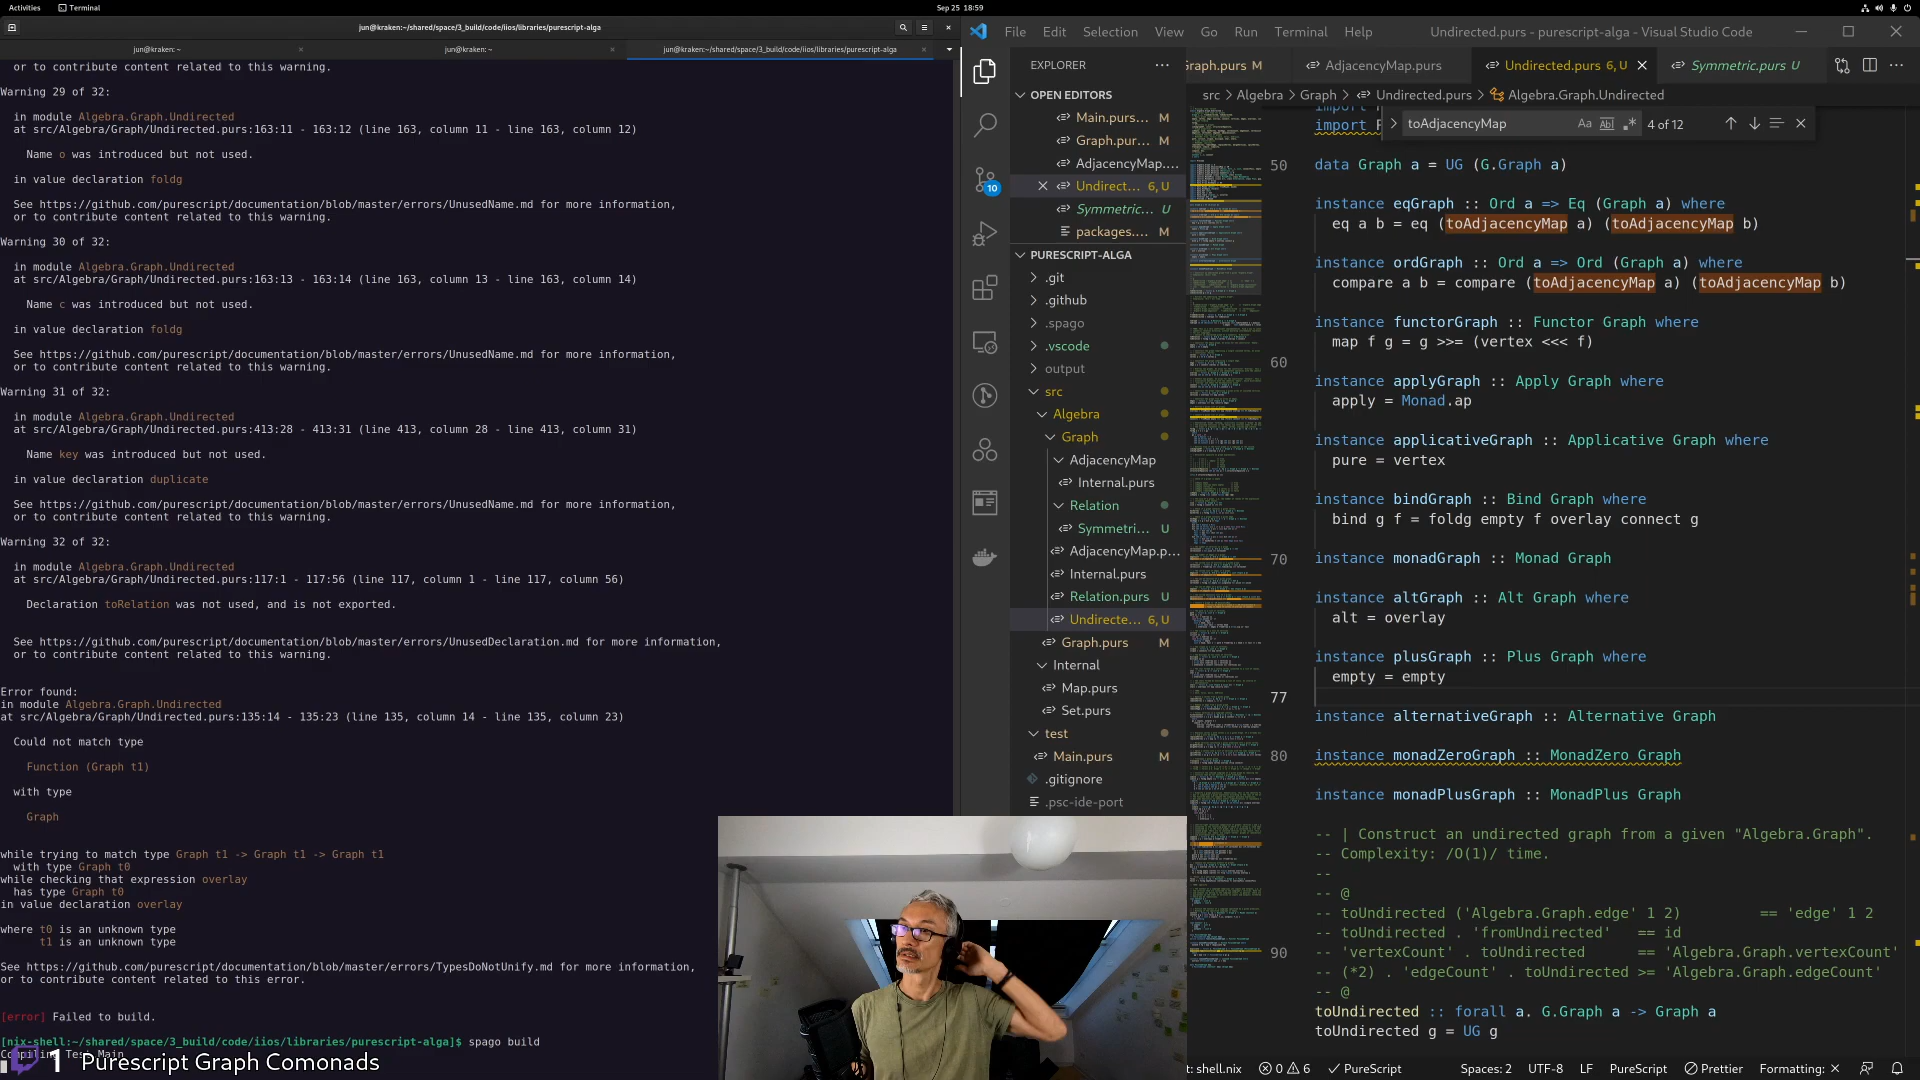 Activities
Terminal
Sep 25 18:59
jun@kraken:~/shared/space/3_build/code/iios/libraries/purescript-alga
jun@kraken: ~
jun@kraken: ~
jun@kraken:~/shared/space/3_build/code/iios/libraries/purescript-alga
or to contribute content related to this warning.
Warning 29 of 32:
in module Algebra.Graph.Undirected
at src/Algebra/Graph/Undirected.purs:163:11 - 163:12 (line 163, column 11 - line 163, column 12)
Name o was introduced but not used.
in value declaration foldg
See https://github.com/purescript/documentation/blob/master/errors/UnusedName.md for more information,
or to contribute content related to this warning.
Warning 30 of 32:
in module Algebra.Graph.Undirected
at src/Algebra/Graph/Undirected.purs:163:13 - 163:14 (line 163, column 13 - line 163, column 14)
Name c was introduced but not used.
in value declaration foldg
See https://github.com/purescript/documentation/blob/master/errors/UnusedName.md for more information,
or to contribute content related to this warning.
Warning 31 of 32:
in module Algebra.Graph.Undirected
at src/Algebra/Graph/Undirected.purs:413:28 - 413:31 (line 413, column 28 - line 413, column 31)
Name key was introduced but not used.
in value declaration duplicate
See https://github.com/purescript/documentation/blob/master/errors/UnusedName.md for more information,
or to contribute content related to this warning.
Warning 32 of 32:
in module Algebra.Graph.Undirected
at src/Algebra/Graph/Undirected.purs:117:1 - 117:56 (line 117, column 1 - line 117, column 56)
Declaration toRelation was not used, and is not exported.
See https://github.com/purescript/documentation/blob/master/errors/UnusedDeclaration.md for more information,
or to contribute content related to this warning.
Error found:
in module Algebra.Graph.Undirected
at src/Algebra/Graph/Undirected.purs:135:14 - 135:23 (line 135, column 14 - line 135, column 23)
Could not match type
Function (Graph t1)
with type
Graph
while trying to match type Graph t1 -> Graph t1 -> Graph t1
with type Graph t0
while checking that expression overlay
has type Graph t0
in value declaration overlay
where t0 is an unknown type
t1 is an unknown type
See https://github.com/purescript/documentation/blob/master/errors/TypesDoNotUnify.md for more information,
or to contribute content related to this error.
[error] Failed to build.
[nix-shell:~/shared/space/3_build/code/iios/libraries/purescript-alga]$ spago build
1 Purescript Graph Comonads
File Edit Selection View Go Run Terminal Help
Undirected.purs - purescript-alga - Visual Studio Code
EXPLORER
OPEN EDITORS
Main.purs... M
Graph.pur... M
AdjacencyMap....
Undirect... 6, U
Symmetric... U
packages.... M
PURESCRIPT-ALGA
.git
.github
.spago
.vscode
output
src
Algebra
Graph
AdjacencyMap
Internal.purs
Relation
Symmetri... U
AdjacencyMap.p...
Internal.purs
Relation.purs U
Undirecte... 6, U
Graph.purs M
Internal
Map.purs
Set.purs
test
Main.purs M
.gitignore
.psc-ide-port
10
Graph.purs M
AdjacencyMap.purs
Undirected.purs 6, U
Symmetric.purs U
src > Algebra > Graph > Undirected.purs > Algebra.Graph.Undirected
toAdjacencyMap
4 of 12
import
50 data Graph a = UG (G.Graph a)
instance eqGraph :: Ord a => Eq (Graph a) where
eq a b = eq (toAdjacencyMap a) (toAdjacencyMap b)
instance ordGraph :: Ord a => Ord (Graph a) where
compare a b = compare (toAdjacencyMap a) (toAdjacencyMap b)
instance functorGraph :: Functor Graph where
map f g = g >>= (vertex <<< f)
60
instance applyGraph :: Apply Graph where
apply = Monad.ap
instance applicativeGraph :: Applicative Graph where
pure = vertex
instance bindGraph :: Bind Graph where
bind g f = foldg empty f overlay connect g
70 instance monadGraph :: Monad Graph
instance altGraph :: Alt Graph where
alt = overlay
instance plusGraph :: Plus Graph where
empty = empty
77
instance alternativeGraph :: Alternative Graph
80 instance monadZeroGraph :: MonadZero Graph
instance monadPlusGraph :: MonadPlus Graph
-- | Construct an undirected graph from a given "Algebra.Graph".
-- Complexity: /O(1)/ time.
--
-- @
-- toUndirected ('Algebra.Graph.edge' 1 2) == 'edge' 1 2
-- toUndirected . 'fromUndirected' == id
90 -- 'vertexCount' . toUndirected == 'Algebra.Graph.vertexCount'
-- (*2) . 'edgeCount' . toUndirected >= 'Algebra.Graph.edgeCount'
-- @
toUndirected :: forall a. G.Graph a -> Graph a
toUndirected g = UG g
t: shell.nix
0 6
PureScript
Spaces: 2
UTF-8
LF
PureScript
Prettier
Formatting: